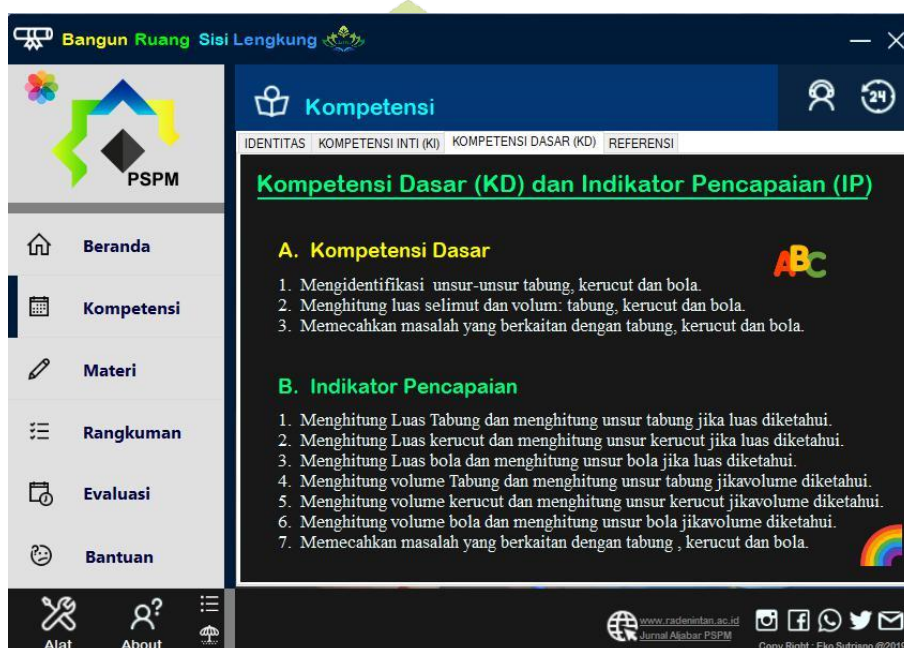 Bangun Ruang Sisi Lengkung
Kompetensi
24
PSPM
IDENTITAS KOMPETENSI INTI (KI) KOMPETENSI DASAR (KD) REFERENSI
Kompetensi Dasar (KD) dan Indikator Pencapaian (IP)
Beranda
Kompetensi
Materi
Rangkuman
Evaluasi
Bantuan
A. Kompetensi Dasar
ABC
1. Mengidentifikasi unsur-unsur tabung, kerucut dan bola.
2. Menghitung luas selimut dan volum: tabung, kerucut dan bola.
3. Memecahkan masalah yang berkaitan dengan tabung, kerucut dan bola.
B. Indikator Pencapaian
1. Menghitung Luas Tabung dan menghitung unsur tabung jika luas diketahui.
2. Menghitung Luas kerucut dan menghitung unsur kerucut jika luas diketahui.
3. Menghitung Luas bola dan menghitung unsur bola jika luas diketahui.
4. Menghitung volume Tabung dan menghitung unsur tabung jikavolume diketahui.
5. Menghitung volume kerucut dan menghitung unsur kerucut jikavolume diketahui.
6. Menghitung volume bola dan menghitung unsur bola jikavolume diketahui.
7. Memecahkan masalah yang berkaitan dengan tabung , kerucut dan bola.
Alat
About
www.radenintan.ac.id
Jurnal Aljabar PSPM
Copy Right : Eko Sutrisno @2019